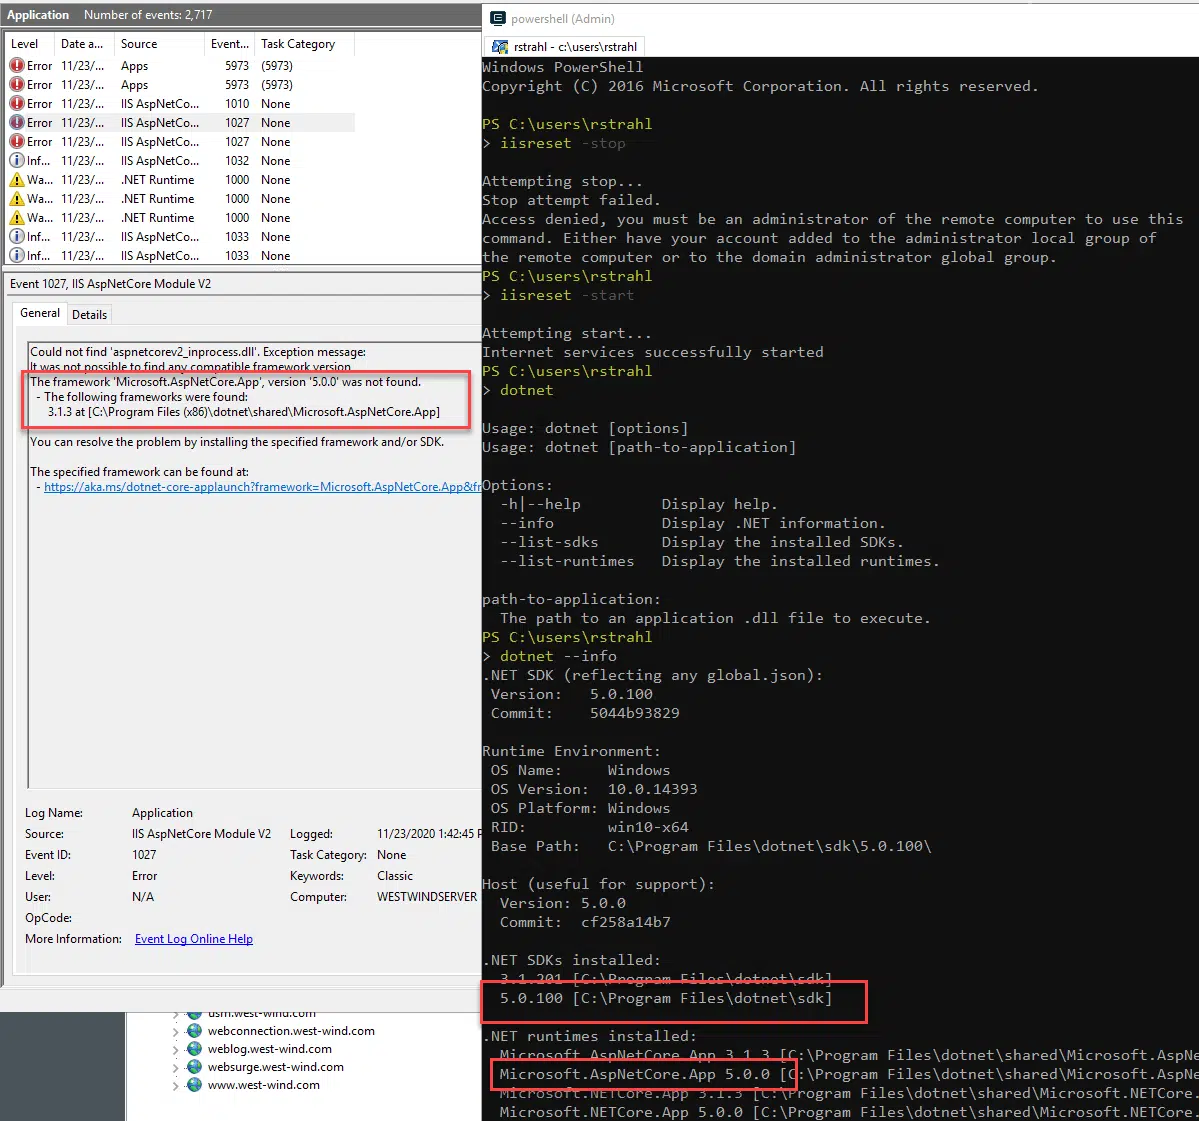 Application Number of events: 2,717
Level Date a... Source Event... Task Category
Error 11/23/... Apps 5973 (5973)
Error 11/23/... Apps 5973 (5973)
Error 11/23/... IIS AspNetCo... 1010 None
Error 11/23/... IIS AspNetCo... 1027 None
Error 11/23/... IIS AspNetCo... 1027 None
Inf... 11/23/... IIS AspNetCo... 1032 None
Wa... 11/23/... .NET Runtime 1000 None
Wa... 11/23/... .NET Runtime 1000 None
Wa... 11/23/... .NET Runtime 1000 None
Inf... 11/23/... IIS AspNetCo... 1033 None
Inf... 11/23/... IIS AspNetCo... 1033 None
Event 1027, IIS AspNetCore Module V2
General Details
Could not find 'aspnetcorev2_inprocess.dll'. Exception message:
It was not possible to find any compatible framework version
The framework 'Microsoft.AspNetCore.App', version '5.0.0' was not found.
- The following frameworks were found:
3.1.3 at [C:\Program Files (x86)\dotnet\shared\Microsoft.AspNetCore.App]
You can resolve the problem by installing the specified framework and/or SDK.
The specified framework can be found at:
- https://aka.ms/dotnet-core-applaunch?framework=Microsoft.AspNetCore.App&fr
Log Name: Application
Source: IIS AspNetCore Module V2 Logged: 11/23/2020 1:42:45 P
Event ID: 1027 Task Category: None
Level: Error Keywords: Classic
User: N/A Computer: WESTWINDSERVER
OpCode:
More Information: Event Log Online Help
usm.west-wind.com
webconnection.west-wind.com
weblog.west-wind.com
websurge.west-wind.com
www.west-wind.com
powershell (Admin)
rstrahl - c:\users\rstrahl
Windows PowerShell
Copyright (C) 2016 Microsoft Corporation. All rights reserved.
PS C:\users\rstrahl
> iisreset -stop
Attempting stop...
Stop attempt failed.
Access denied, you must be an administrator of the remote computer to use this
command. Either have your account added to the administrator local group of
the remote computer or to the domain administrator global group.
PS C:\users\rstrahl
> iisreset -start
Attempting start...
Internet services successfully started
PS C:\users\rstrahl
> dotnet
Usage: dotnet [options]
Usage: dotnet [path-to-application]
Options:
-h|--help Display help.
--info Display .NET information.
--list-sdks Display the installed SDKs.
--list-runtimes Display the installed runtimes.
path-to-application:
The path to an application .dll file to execute.
PS C:\users\rstrahl
> dotnet --info
.NET SDK (reflecting any global.json):
Version: 5.0.100
Commit: 5044b93829
Runtime Environment:
OS Name: Windows
OS Version: 10.0.14393
OS Platform: Windows
RID: win10-x64
Base Path: C:\Program Files\dotnet\sdk\5.0.100\
Host (useful for support):
Version: 5.0.0
Commit: cf258a14b7
.NET SDKs installed:
3.1.201 [C:\Program Files\dotnet\sdk]
5.0.100 [C:\Program Files\dotnet\sdk]
.NET runtimes installed:
Microsoft.AspNetCore.App 3.1.3 [C:\Program Files\dotnet\shared\Microsoft.AspNe
Microsoft.AspNetCore.App 5.0.0 [C:\Program Files\dotnet\shared\Microsoft.AspNe
Microsoft.NETCore.App 3.1.3 [C:\Program Files\dotnet\shared\Microsoft.NETCore.
Microsoft.NETCore.App 5.0.0 [C:\Program Files\dotnet\shared\Microsoft.NETCore.